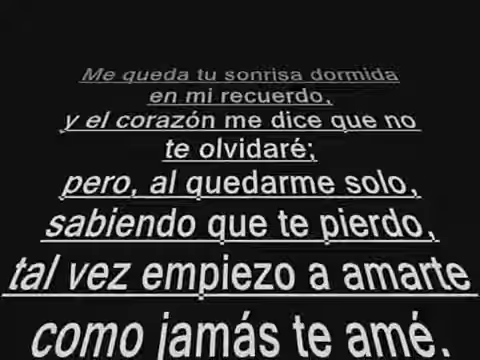 Me queda tu sonrisa dormida
en mi recuerdo,
y el corazón me dice que no
te olvidaré;
pero, al quedarme solo,
sabiendo que te pierdo,
tal vez empiezo a amarte
como jamás te amé.